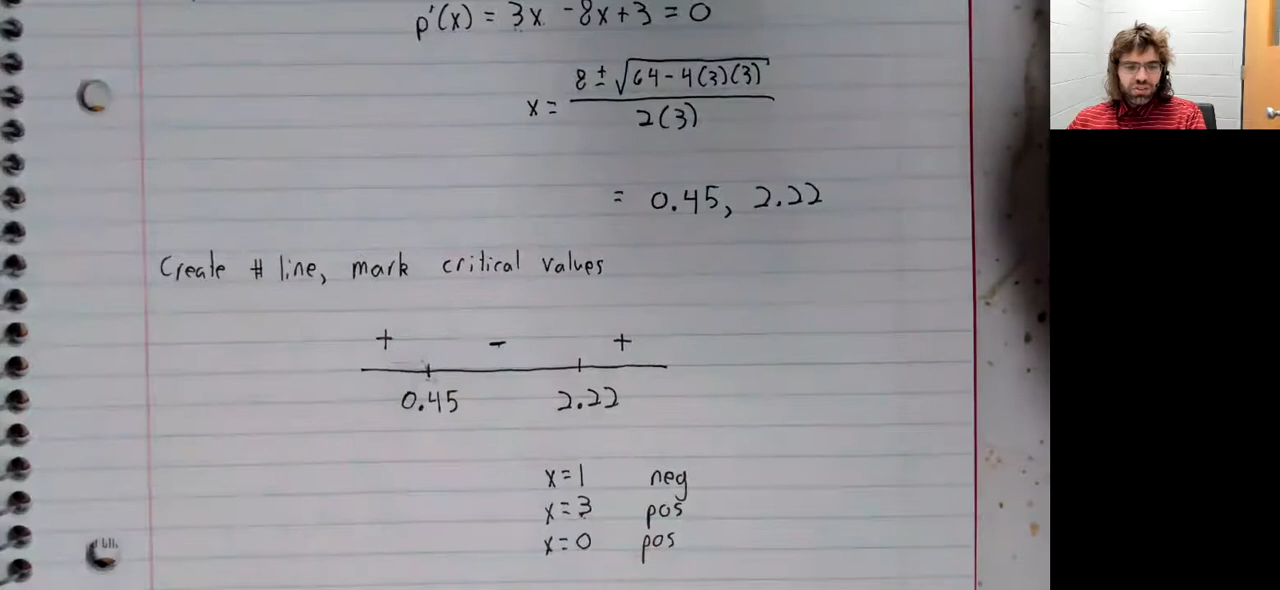 p'(x) = 3x - 8x + 3 = 0
x = 8 ± √64 - 4(3)(3) / 2(3)
= 0.45, 2.22
Create # line, mark critical values
+ - +
0.45 2.22
x = 1 neg
x = 3 pos
x = 0 pos